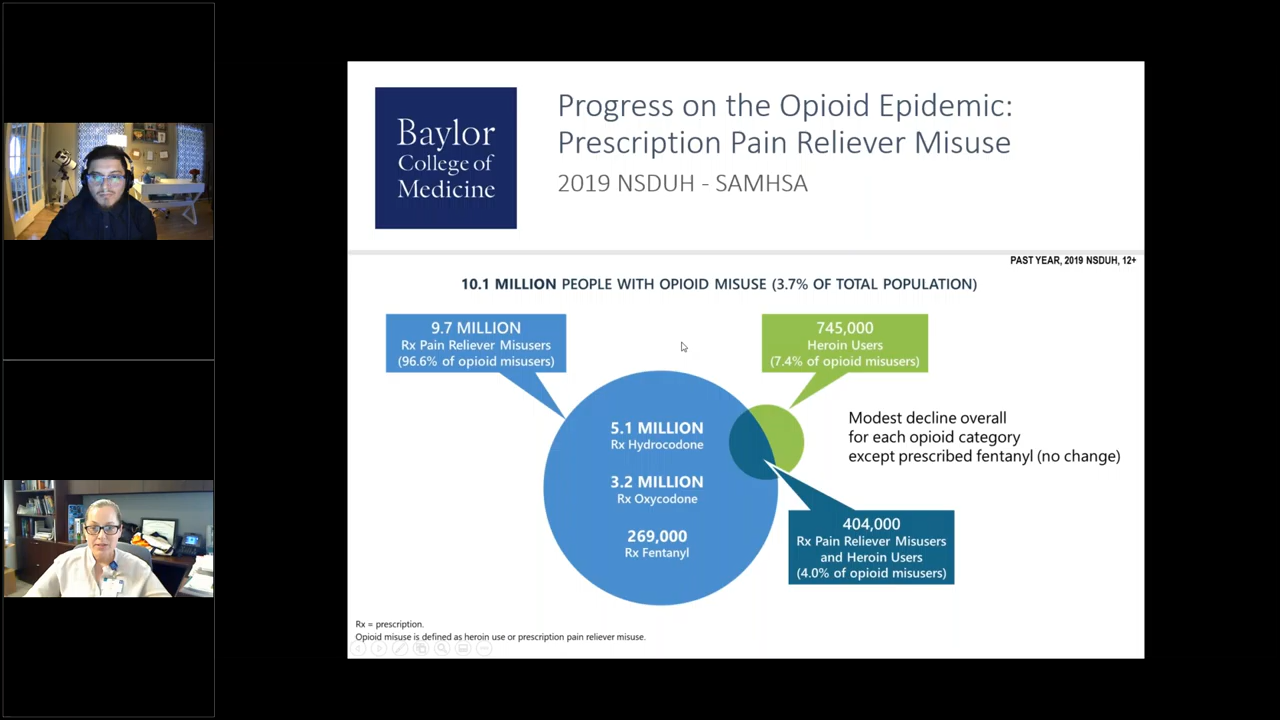 Baylor
College of
Medicine
Progress on the Opioid Epidemic:
Prescription Pain Reliever Misuse
2019 NSDUH - SAMHSA
PAST YEAR, 2019 NSDUH, 12+
10.1 MILLION PEOPLE WITH OPIOID MISUSE (3.7% OF TOTAL POPULATION)
9.7 MILLION
Rx Pain Reliever Misusers
(96.6% of opioid misusers)
745,000
Heroin Users
(7.4% of opioid misusers)
5.1 MILLION
Rx Hydrocodone
3.2 MILLION
Rx Oxycodone
269,000
Rx Fentanyl
Modest decline overall
for each opioid category
except prescribed fentanyl (no change)
404,000
Rx Pain Reliever Misusers
and Heroin Users
(4.0% of opioid misusers)
Rx = prescription.
Opioid misuse is defined as heroin use or prescription pain reliever misuse.